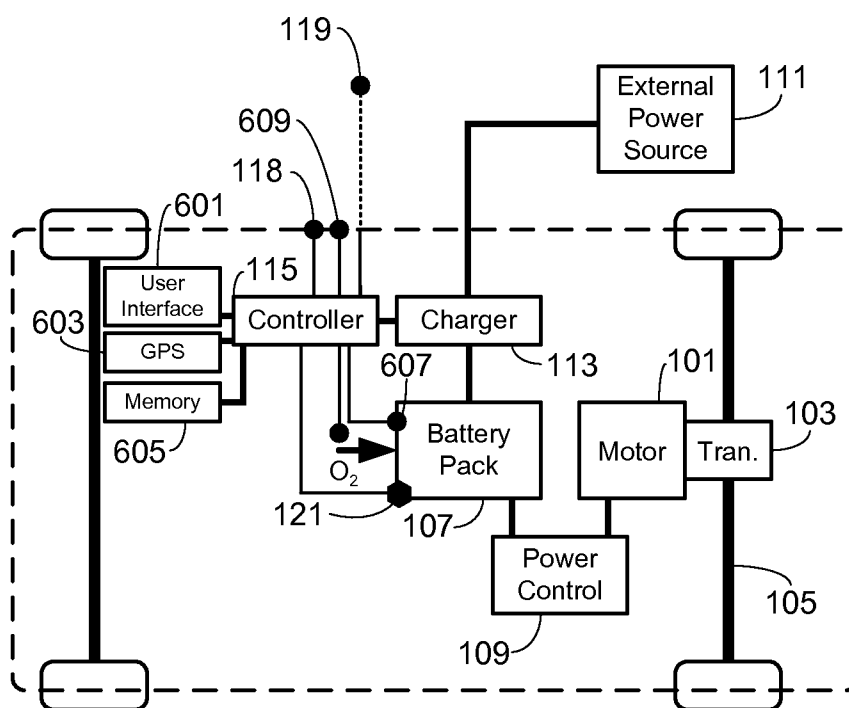 119
111
External
Power
Source
609
118
601
User
Interface
115
Controller
Charger
603
GPS
113
607
101
Memory
605
Battery
Pack
Motor
Tran.
103
O₂
121
107
Power
Control
109
105